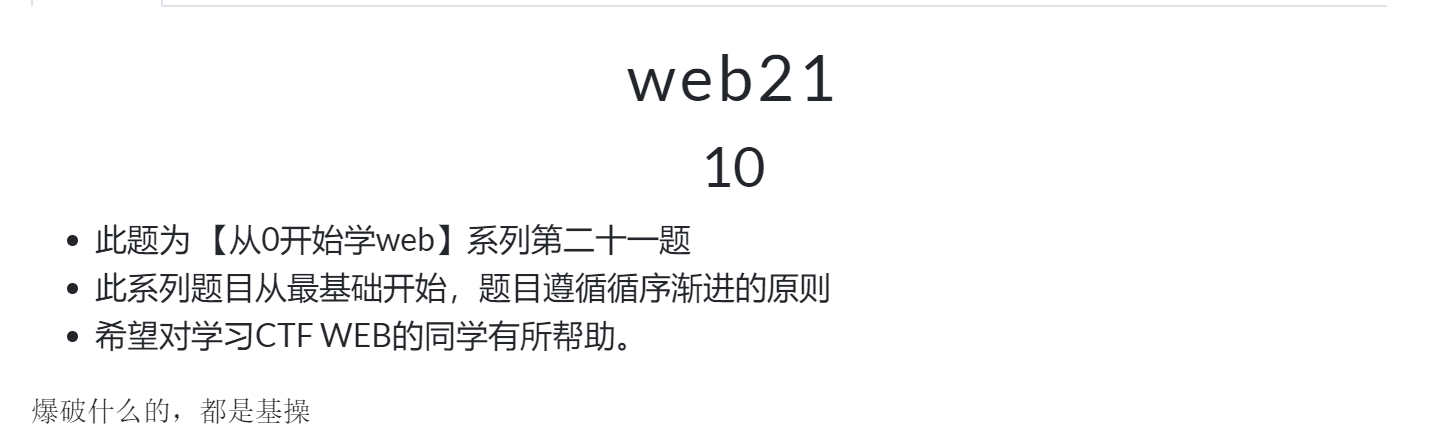 web21
10
此题为 【从0开始学web】系列第二十一题
此系列题目从最基础开始，题目遵循循序渐进的原则
希望对学习CTF WEB的同学有所帮助。
爆破什么的，都是基操